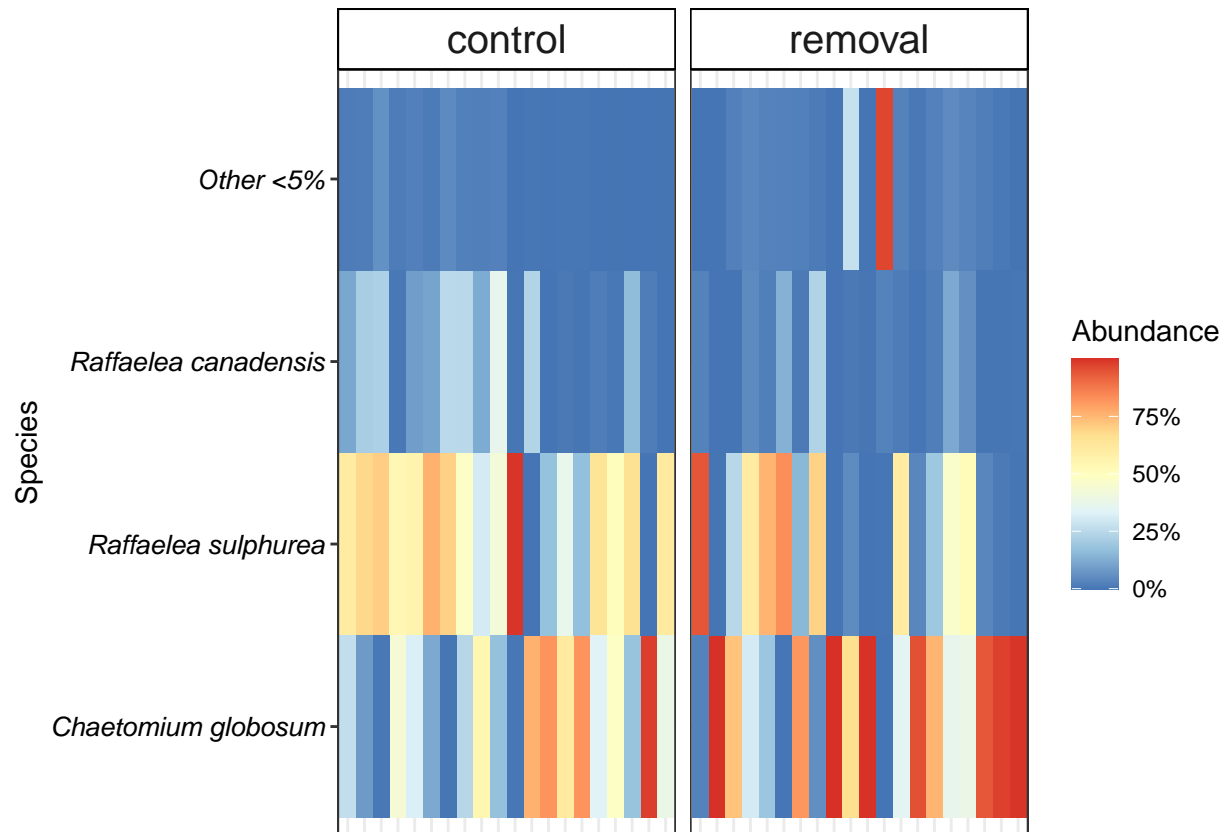 control
removal
Other <5%
Raffaelea canadensis
Raffaelea sulphurea
Chaetomium globosum
Species
Abundance
75%
50%
25%
0%